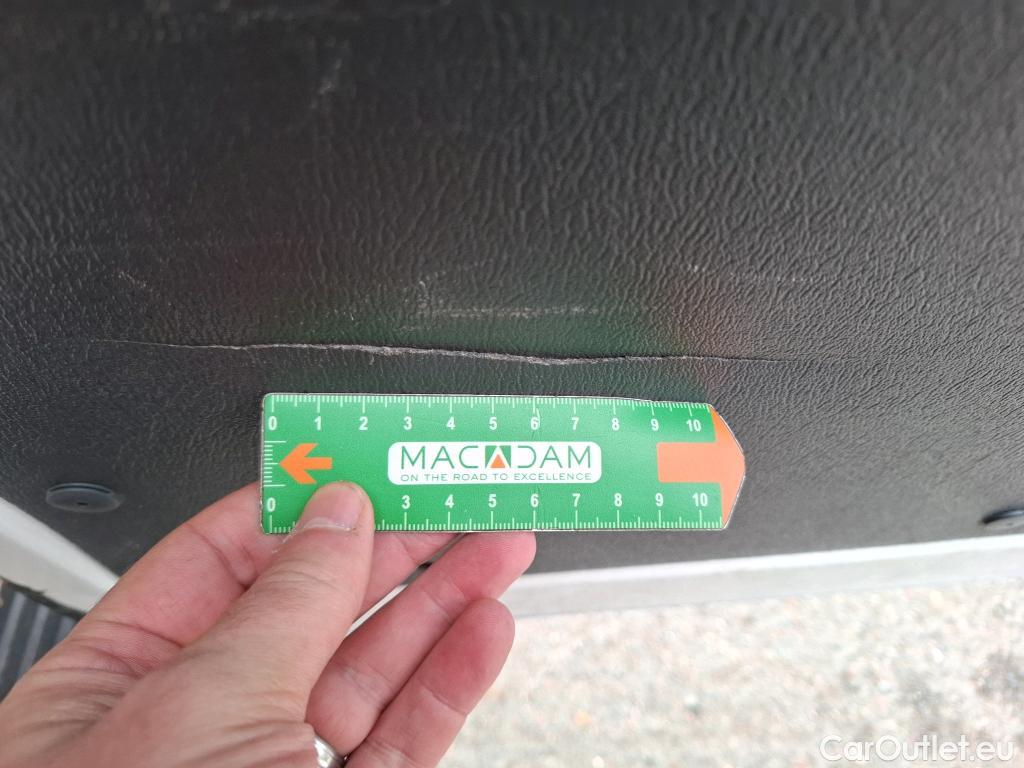 0 1 2 3 4 5 6 7 8 9 10
MACADAM
ON THE ROAD TO EXCELLENCE
0 3 4 5 6 7 8 9 10
CarOutlet.eu